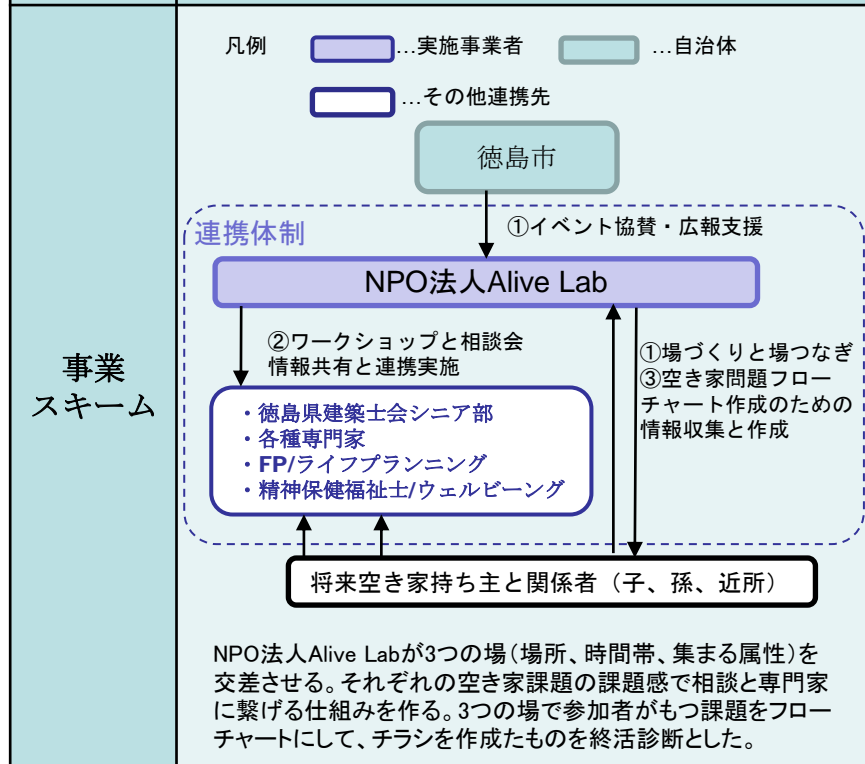 凡例
…実施事業者
…自治体
…その他連携先
徳島市
①イベント協賛・広報支援
連携体制
NPO法人Alive Lab
②ワークショップと相談会
情報共有と連携実施
①場づくりと場つなぎ
③空き家問題フロー
チャート作成のための
情報収集と作成
事業
スキーム
・徳島県建築士会シニア部
・各種専門家
・FP/ライフプランニング
・精神保健福祉士/ウェルビーング
将来空き家持ち主と関係者（子、孫、近所）
NPO法人Alive Labが3つの場(場所、時間帯、集まる属性)を
交差させる。それぞれの空き家課題の課題感で相談と専門家
に繋げる仕組みを作る。3つの場で参加者がもつ課題をフロー
チャートにして、チラシを作成たものを終活診断とした。